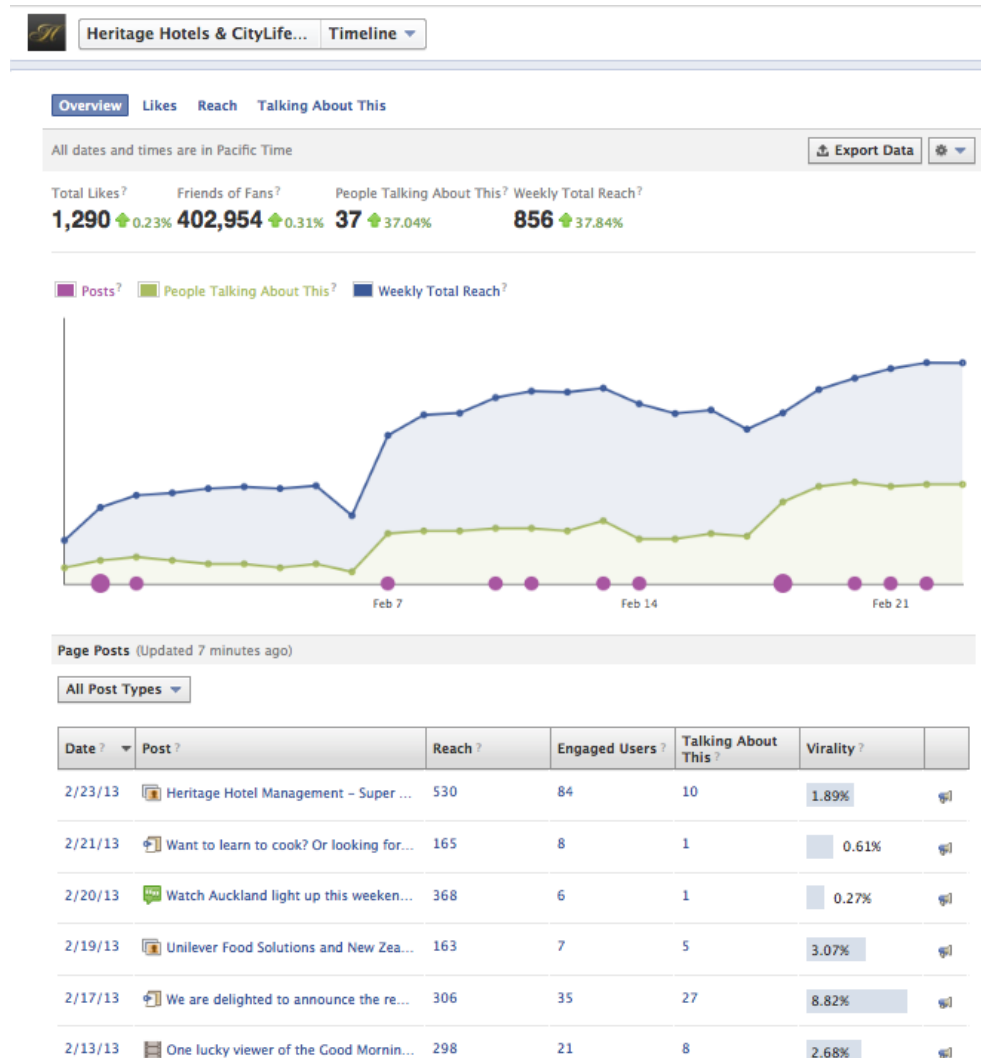 Heritage Hotels & CityLife... Timeline
Overview Likes Reach Talking About This
All dates and times are in Pacific Time Export Data
Total Likes? Friends of Fans? People Talking About This? Weekly Total Reach?
1,290 0.23% 402,954 0.31% 37 37.04% 856 37.84%
Posts? People Talking About This? Weekly Total Reach?
Feb 7 Feb 14 Feb 21
Page Posts (Updated 7 minutes ago)
All Post Types
Date? Post? Reach? Engaged Users? Talking About This? Virality?
2/23/13 Heritage Hotel Management – Super ... 530 84 10 1.89%
2/21/13 Want to learn to cook? Or looking for... 165 8 1 0.61%
2/20/13 Watch Auckland light up this weeken... 368 6 1 0.27%
2/19/13 Unilever Food Solutions and New Zea... 163 7 5 3.07%
2/17/13 We are delighted to announce the re... 306 35 27 8.82%
2/13/13 One lucky viewer of the Good Mornin... 298 21 8 2.68%